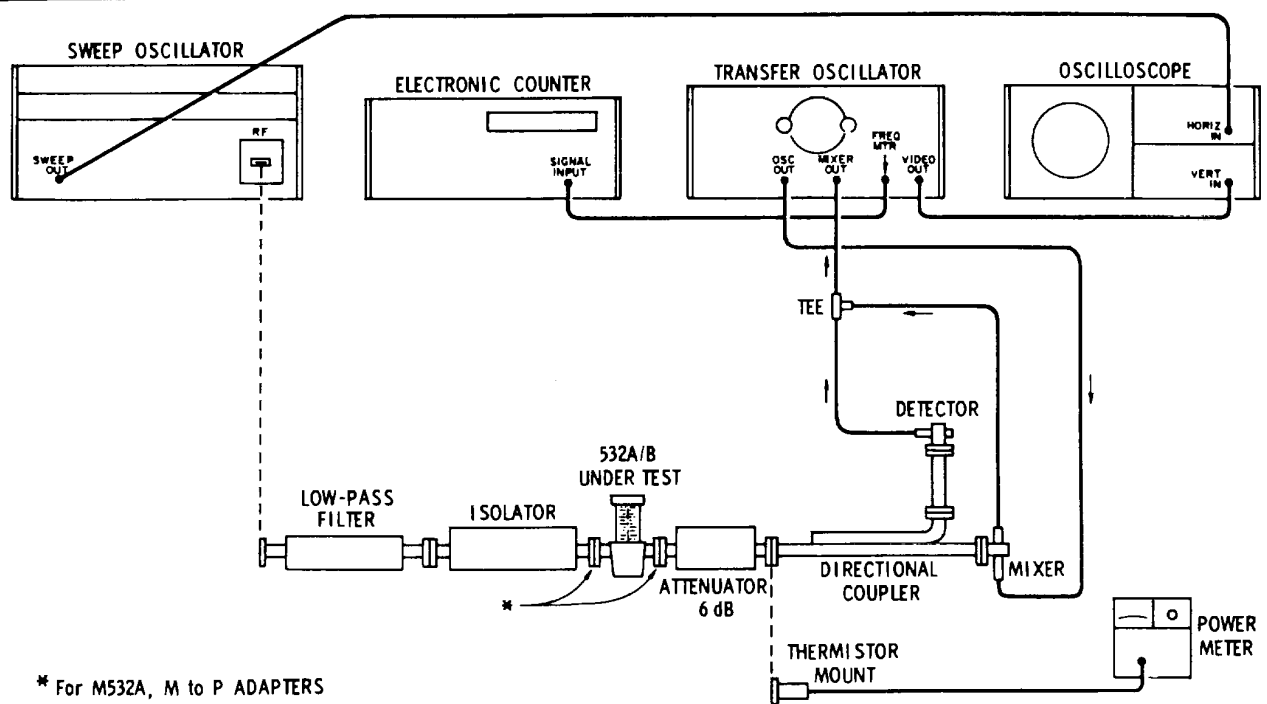 SWEEP OSCILLATOR
ELECTRONIC COUNTER
TRANSFER OSCILLATOR
OSCILLOSCOPE
RF
SWEEP
OUT
SIGNAL
INPUT
OSC
OUT
MIXER
OUT
FREQ
MTR
VIDEO
OUT
HORIZ
IN
VERT
IN
TEE
DETECTOR
532A/B
UNDER TEST
LOW-PASS
FILTER
ISOLATOR
*
ATTENUATOR
6 dB
DIRECTIONAL
COUPLER
MIXER
THERMISTOR
MOUNT
POWER
METER
* For M532A, M to P ADAPTERS